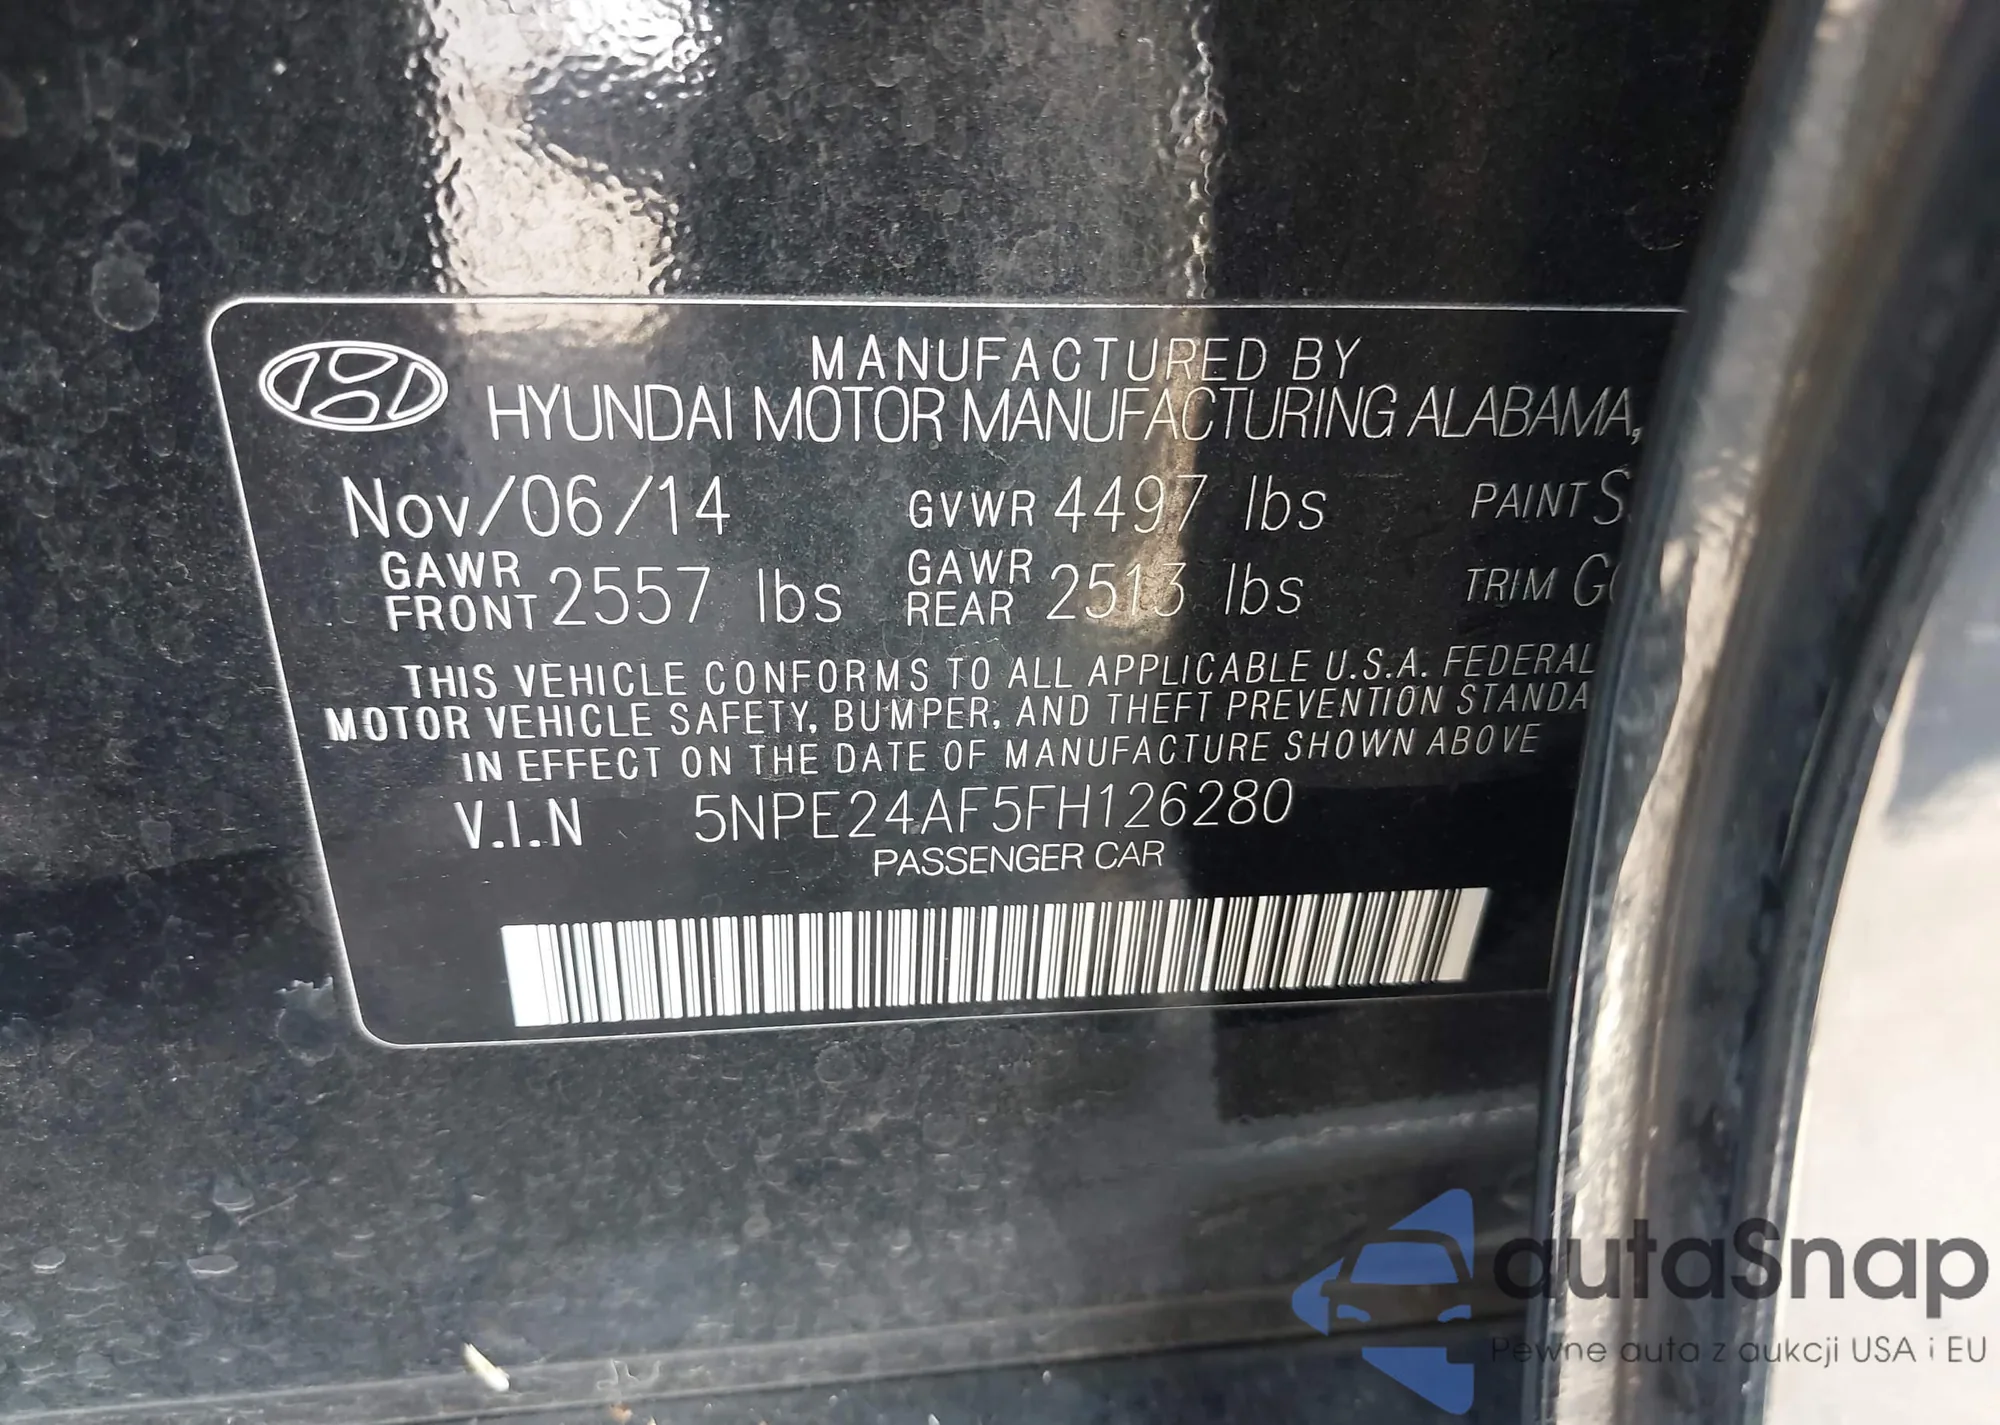 MANUFACTURED BY
HYUNDAI MOTOR MANUFACTURING ALABAMA,
Nov/06/14 GVWR 4497 lbs PAINT S
GAWR FRONT 2557 lbs GAWR REAR 2513 lbs TRIM G
THIS VEHICLE CONFORMS TO ALL APPLICABLE U.S.A. FEDERAL
MOTOR VEHICLE SAFETY, BUMPER, AND THEFT PREVENTION STANDA
IN EFFECT ON THE DATE OF MANUFACTURE SHOWN ABOVE
V.I.N 5NPE24AF5FH126280
PASSENGER CAR
autaSnap
Pewne auta z aukcji USA i EU